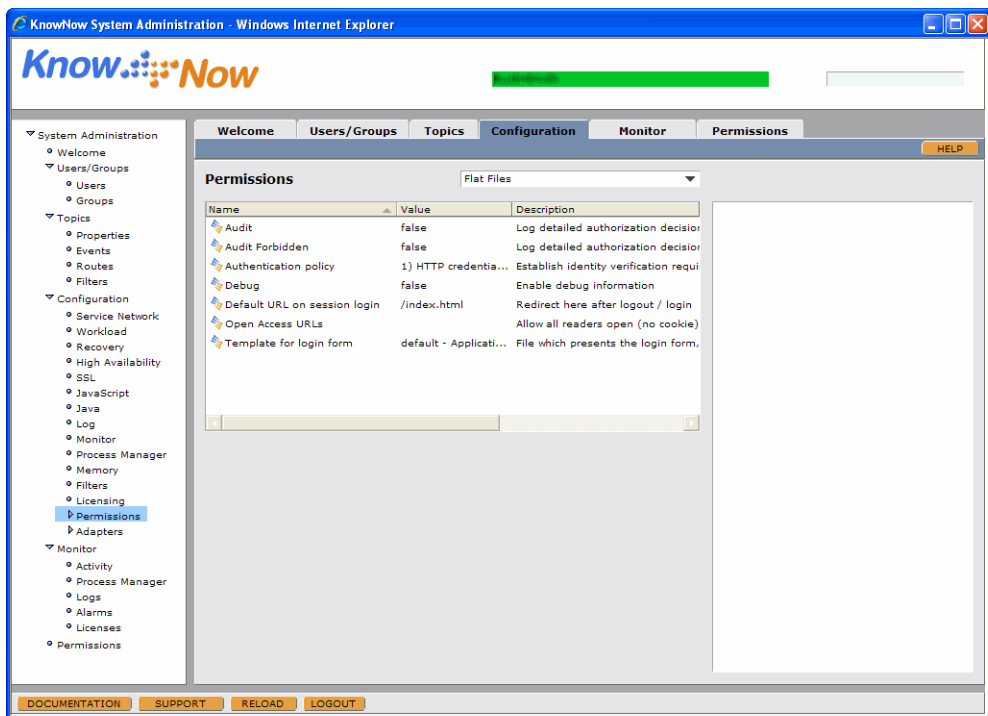 KnowNow System Administration - Windows Internet Explorer
Know Now
Welcome Users/Groups Topics Configuration Monitor Permissions
HELP
System Administration
Welcome
Users/Groups
Users
Groups
Topics
Properties
Events
Routes
Filters
Configuration
Service Network
Workload
Recovery
High Availability
SSL
JavaScript
Java
Log
Monitor
Process Manager
Memory
Filters
Licensing
Permissions
Adapters
Monitor
Activity
Process Manager
Logs
Alarms
Licenses
Permissions
Permissions Flat Files
Name Value Description
Audit false Log detailed authorization decision
Audit Forbidden false Log detailed authorization decision
Authentication policy 1) HTTP credentia... Establish identity verification requi
Debug false Enable debug information
Default URL on session login /index.html Redirect here after logout / login
Open Access URLs Allow all readers open (no cookie)
Template for login form default - Applicati... File which presents the login form,
DOCUMENTATION SUPPORT RELOAD LOGOUT